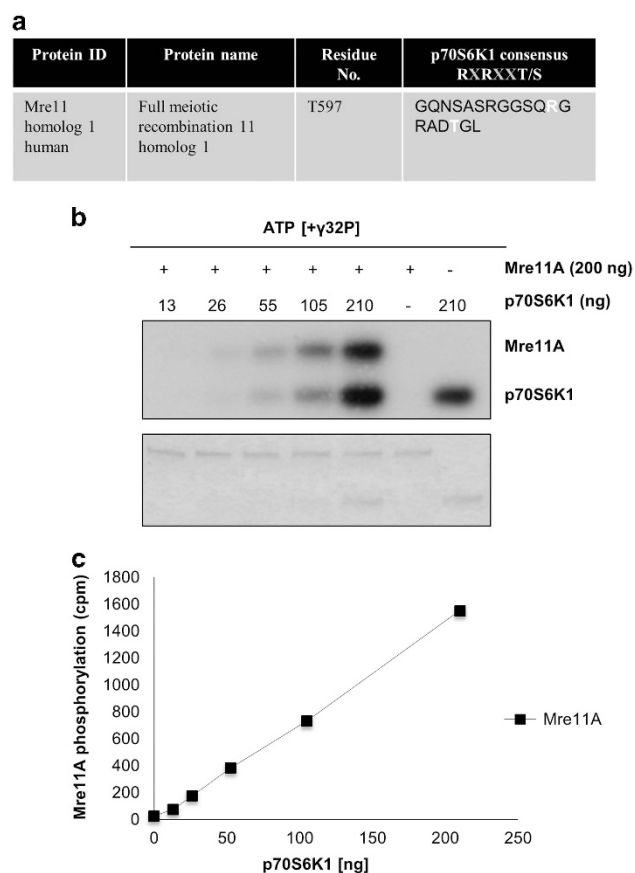 a
Protein ID Protein name Residue No. p70S6K1 consensus RXRXXT/S
Mre11 Full meiotic T597 GQNSASRGGSQRG
homolog 1 recombination 11 RADTGL
human homolog 1
b
ATP [+γ32P]
+ + + + + + - Mre11A (200 ng)
13 26 55 105 210 - 210 p70S6K1 (ng)
Mre11A
p70S6K1
c
1800
1600
1400
1200
1000
800
600
400
200
0
Mre11A phosphorylation (cpm)
Mre11A
0 50 100 150 200 250
p70S6K1 [ng]